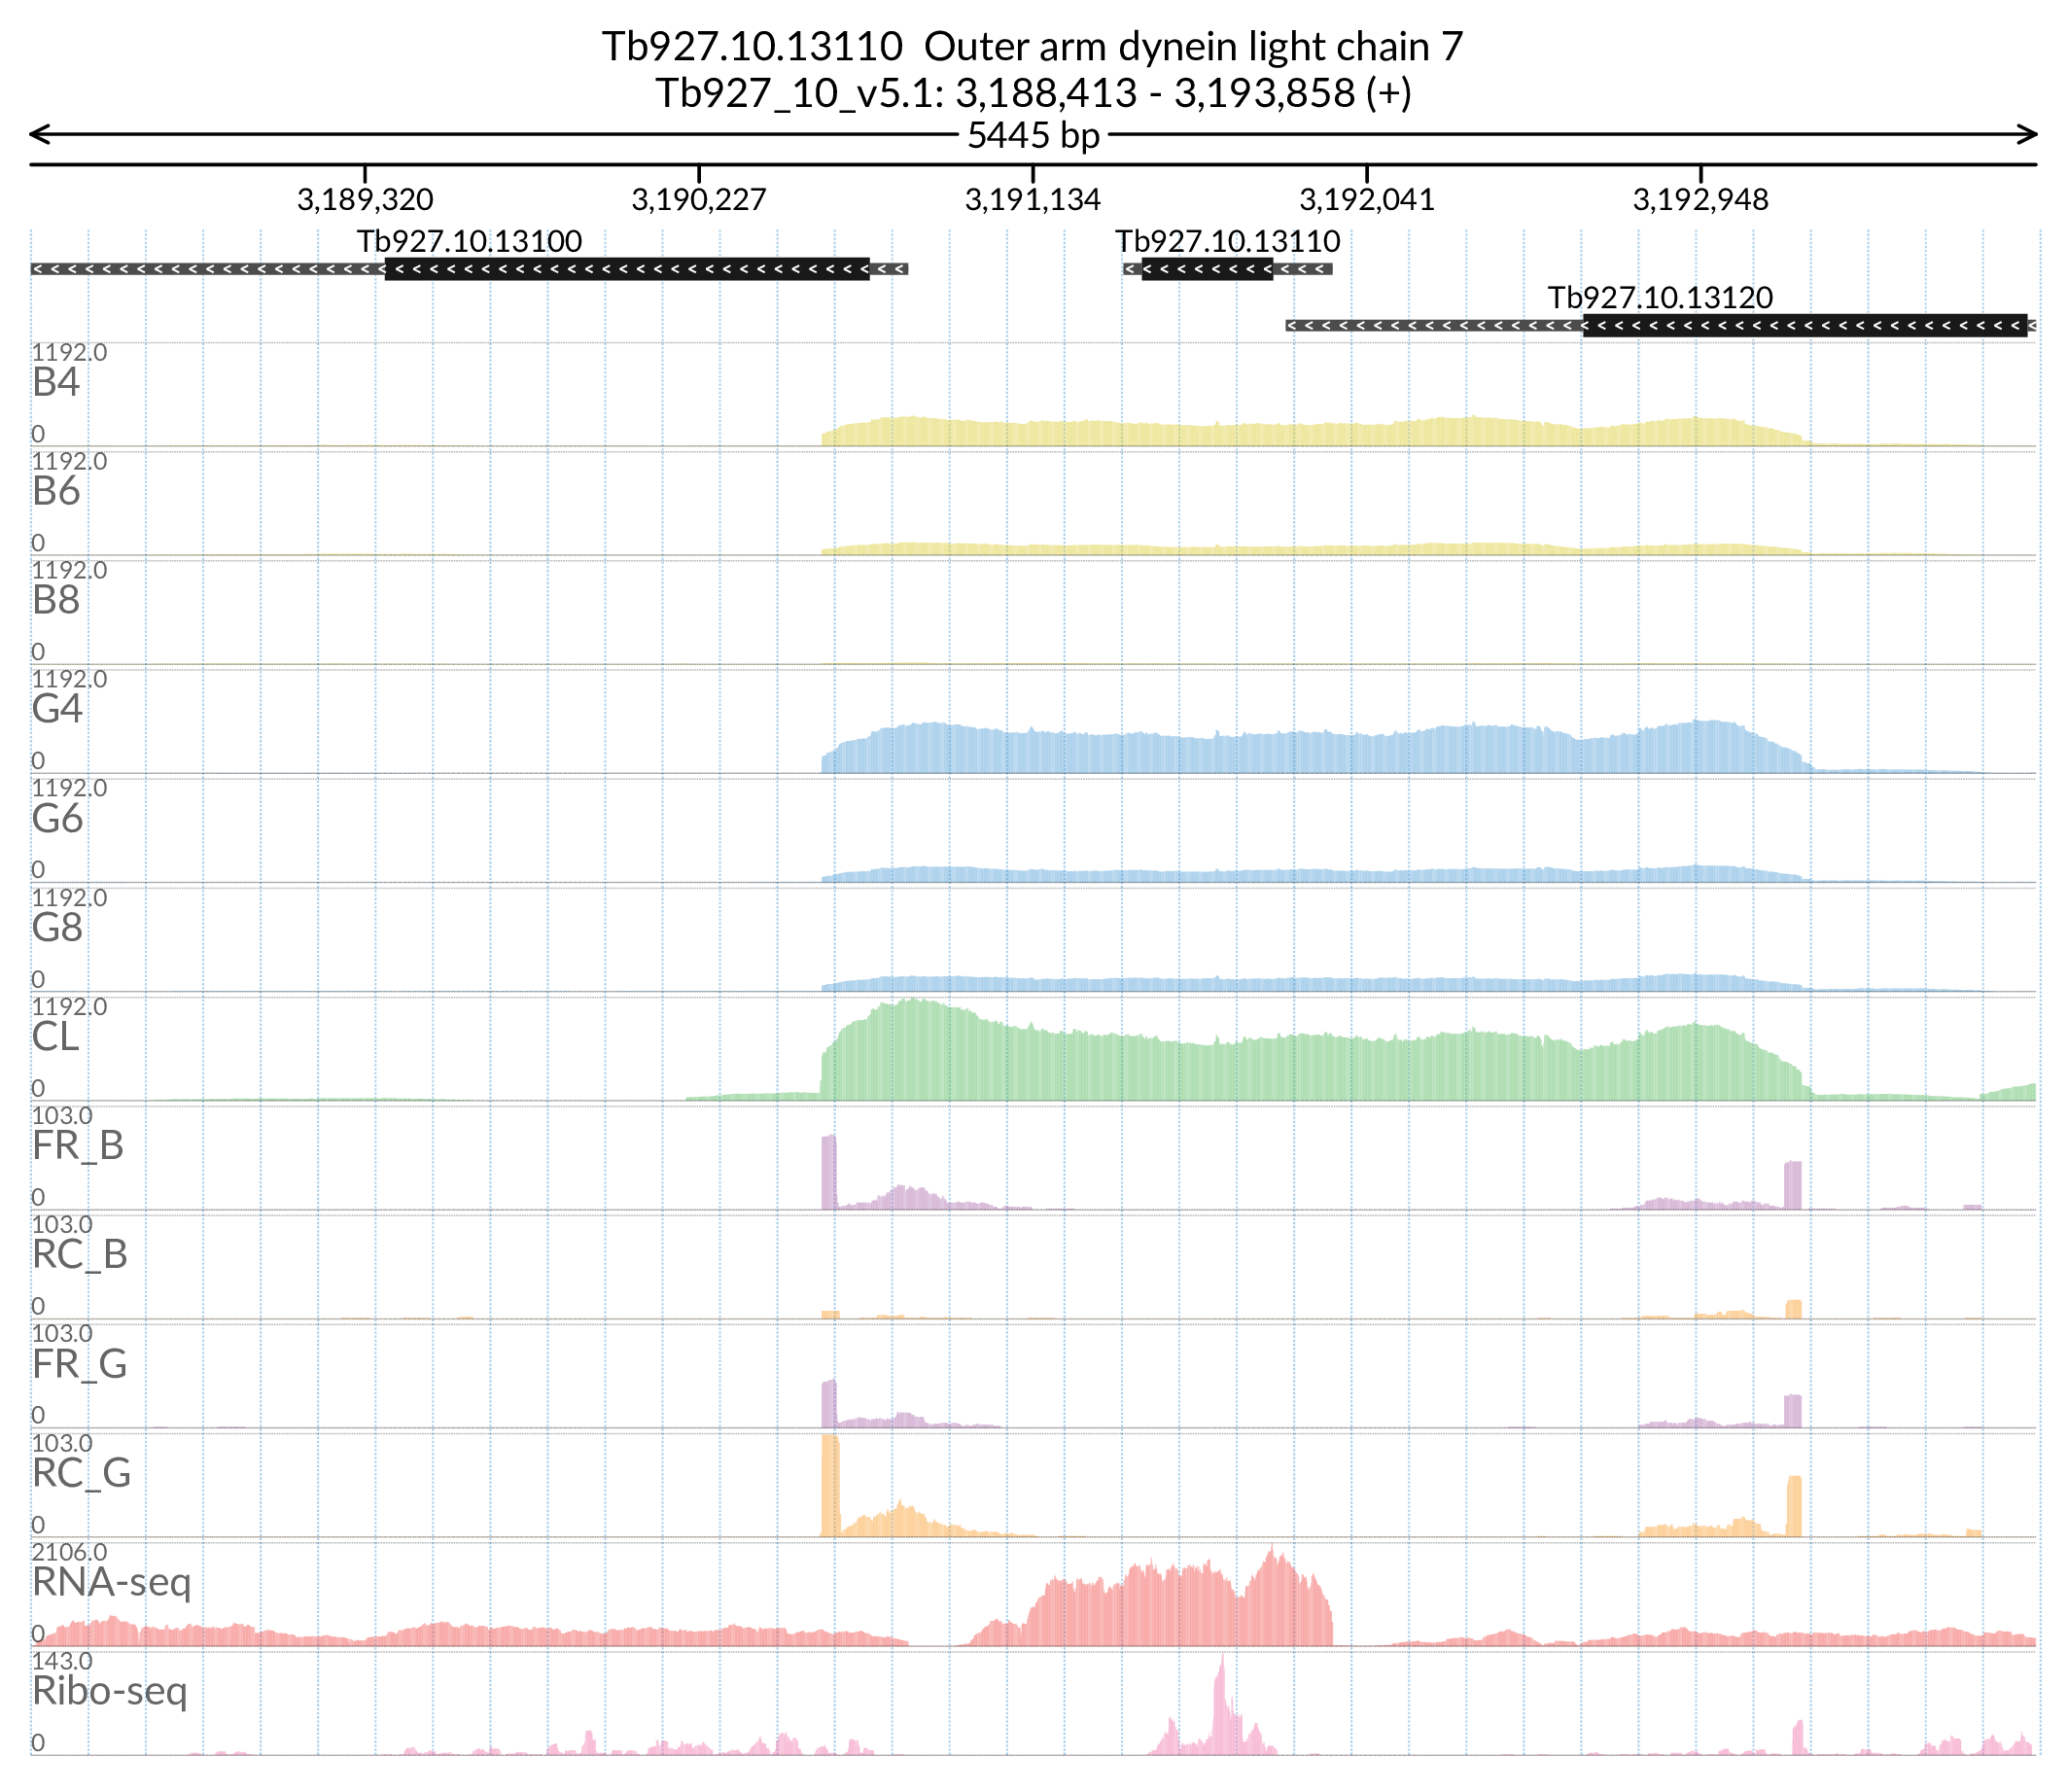 Tb927.10.13110  Outer arm dynein light chain 7
Tb927_10_v5.1: 3,188,413 - 3,193,858 (+)
5445 bp
3,189,320 3,190,227 3,191,134 3,192,041 3,192,948
Tb927.10.13100 Tb927.10.13110
Tb927.10.13120
1192.0
B4
0
1192.0
B6
0
1192.0
B8
0
1192.0
G4
0
1192.0
G6
0
1192.0
G8
0
1192.0
CL
0
103.0
FR_B
0
103.0
RC_B
0
103.0
FR_G
0
103.0
RC_G
0
2106.0
RNA-seq
0
143.0
Ribo-seq
0